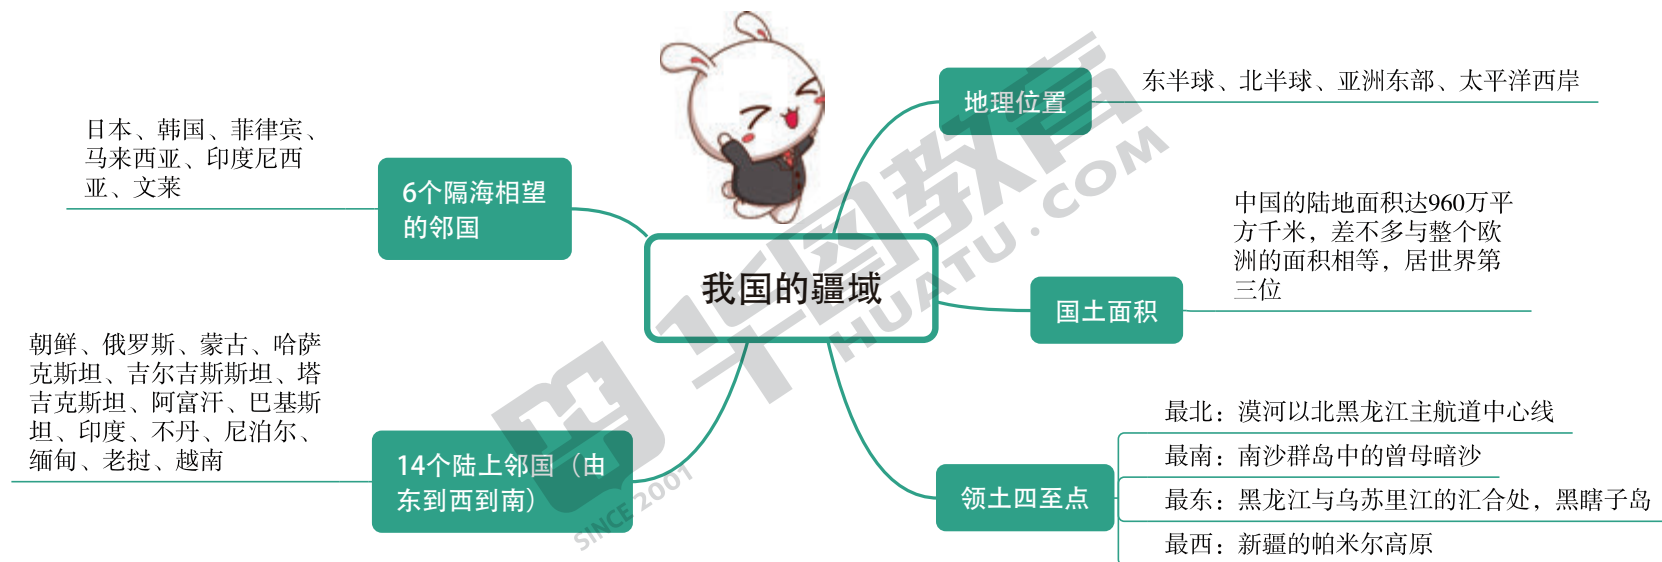 我国的疆域
地理位置
东半球、北半球、亚洲东部、太平洋西岸
国土面积
中国的陆地面积达960万平
方千米，差不多与整个欧
洲的面积相等，居世界第
三位
领土四至点
最北：漠河以北黑龙江主航道中心线
最南：南沙群岛中的曾母暗沙
最东：黑龙江与乌苏里江的汇合处，黑瞎子岛
最西：新疆的帕米尔高原
6个隔海相望
的邻国
日本、韩国、菲律宾、
马来西亚、印度尼西
亚、文莱
14个陆上邻国（由
东到西到南）
朝鲜、俄罗斯、蒙古、哈萨
克斯坦、吉尔吉斯斯坦、塔
吉克斯坦、阿富汗、巴基斯
坦、印度、不丹、尼泊尔、
缅甸、老挝、越南
华图教育
HUATU.COM
SINCE 2001